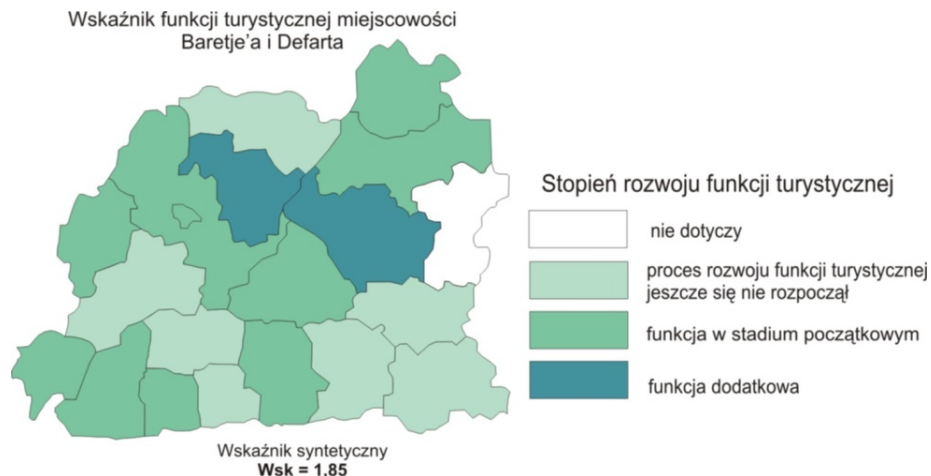 Wskaźnik funkcji turystycznej miejscowości
Baretje'a i Defarta
Stopień rozwoju funkcji turystycznej
nie dotyczy
proces rozwoju funkcji turystycznej
jeszcze się nie rozpoczął
funkcja w stadium początkowym
funkcja dodatkowa
Wskaźnik syntetyczny
Wsk = 1,85